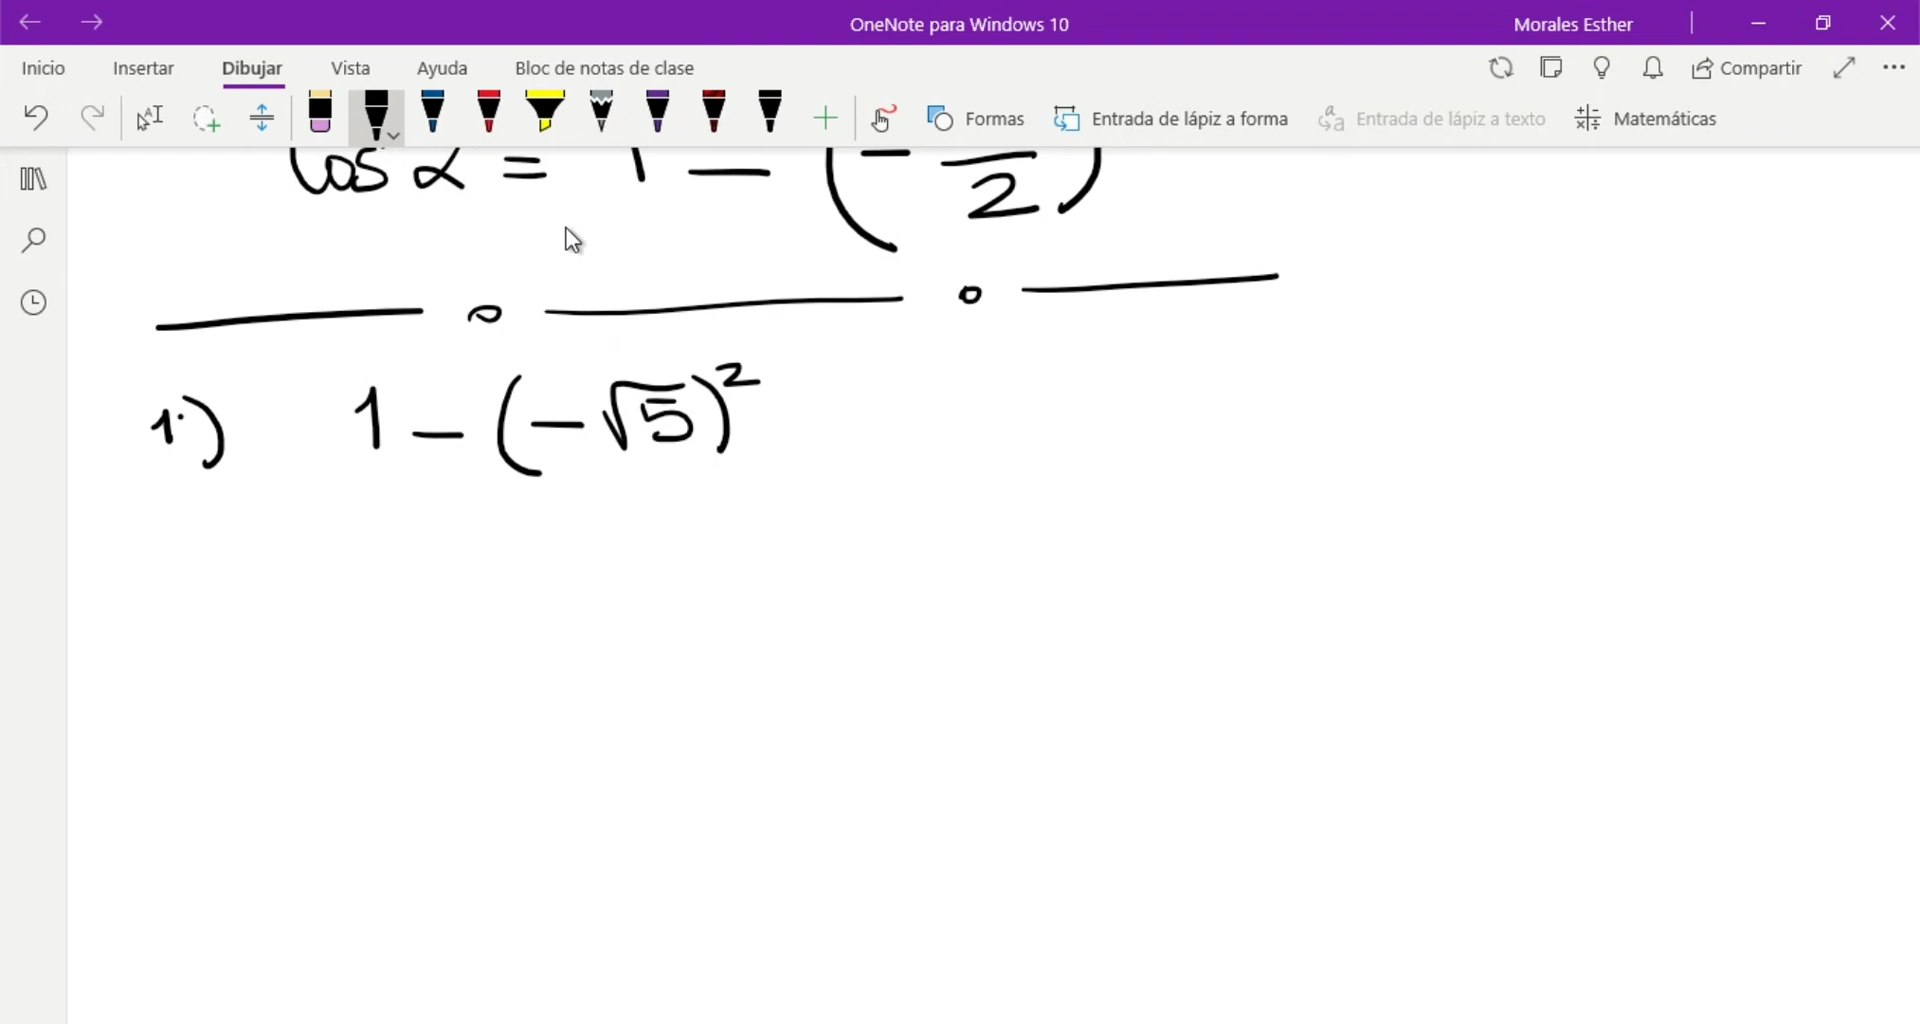 OneNote para Windows 10
Morales Esther
Inicio Insertar Dibujar Vista Ayuda Bloc de notas de clase
Compartir
Formas Entrada de lápiz a forma Entrada de lápiz a texto Matemáticas
cos α = 1 − (− /2)
1) 1 − (−√5)²